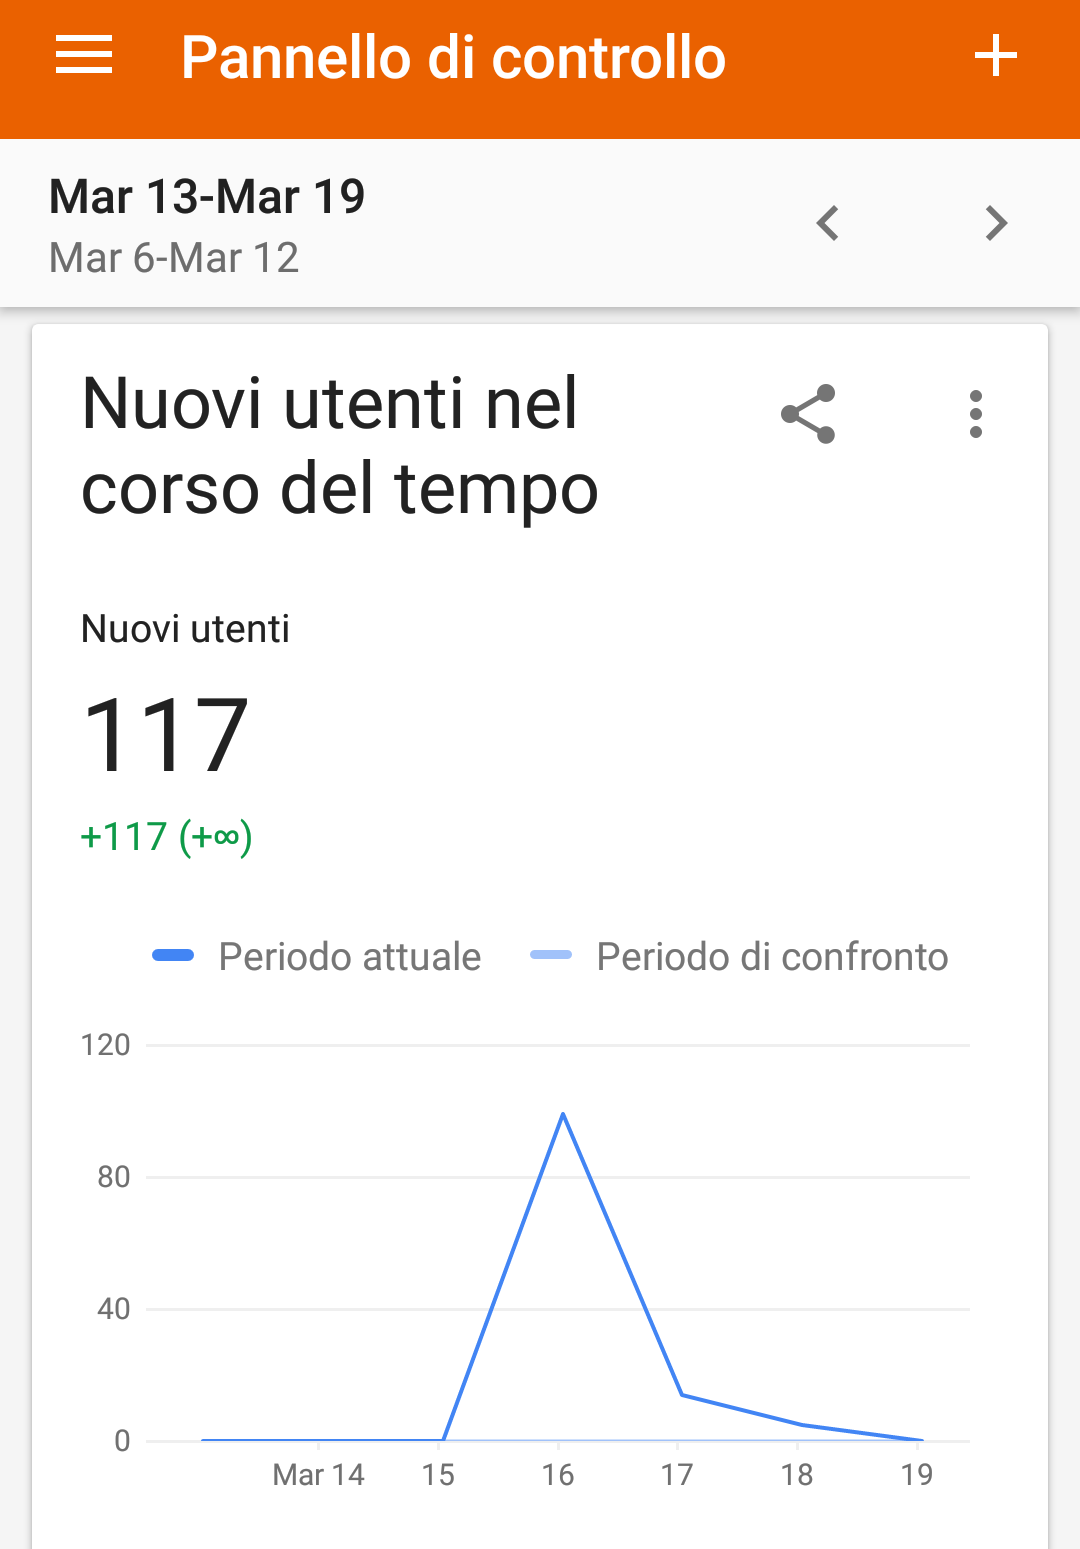 Pannello di controllo
Mar 13-Mar 19
Mar 6-Mar 12
Nuovi utenti nel
corso del tempo
Nuovi utenti
117
+117 (+∞)
Periodo attuale Periodo di confronto
120
80
40
0
Mar 14 15 16 17 18 19